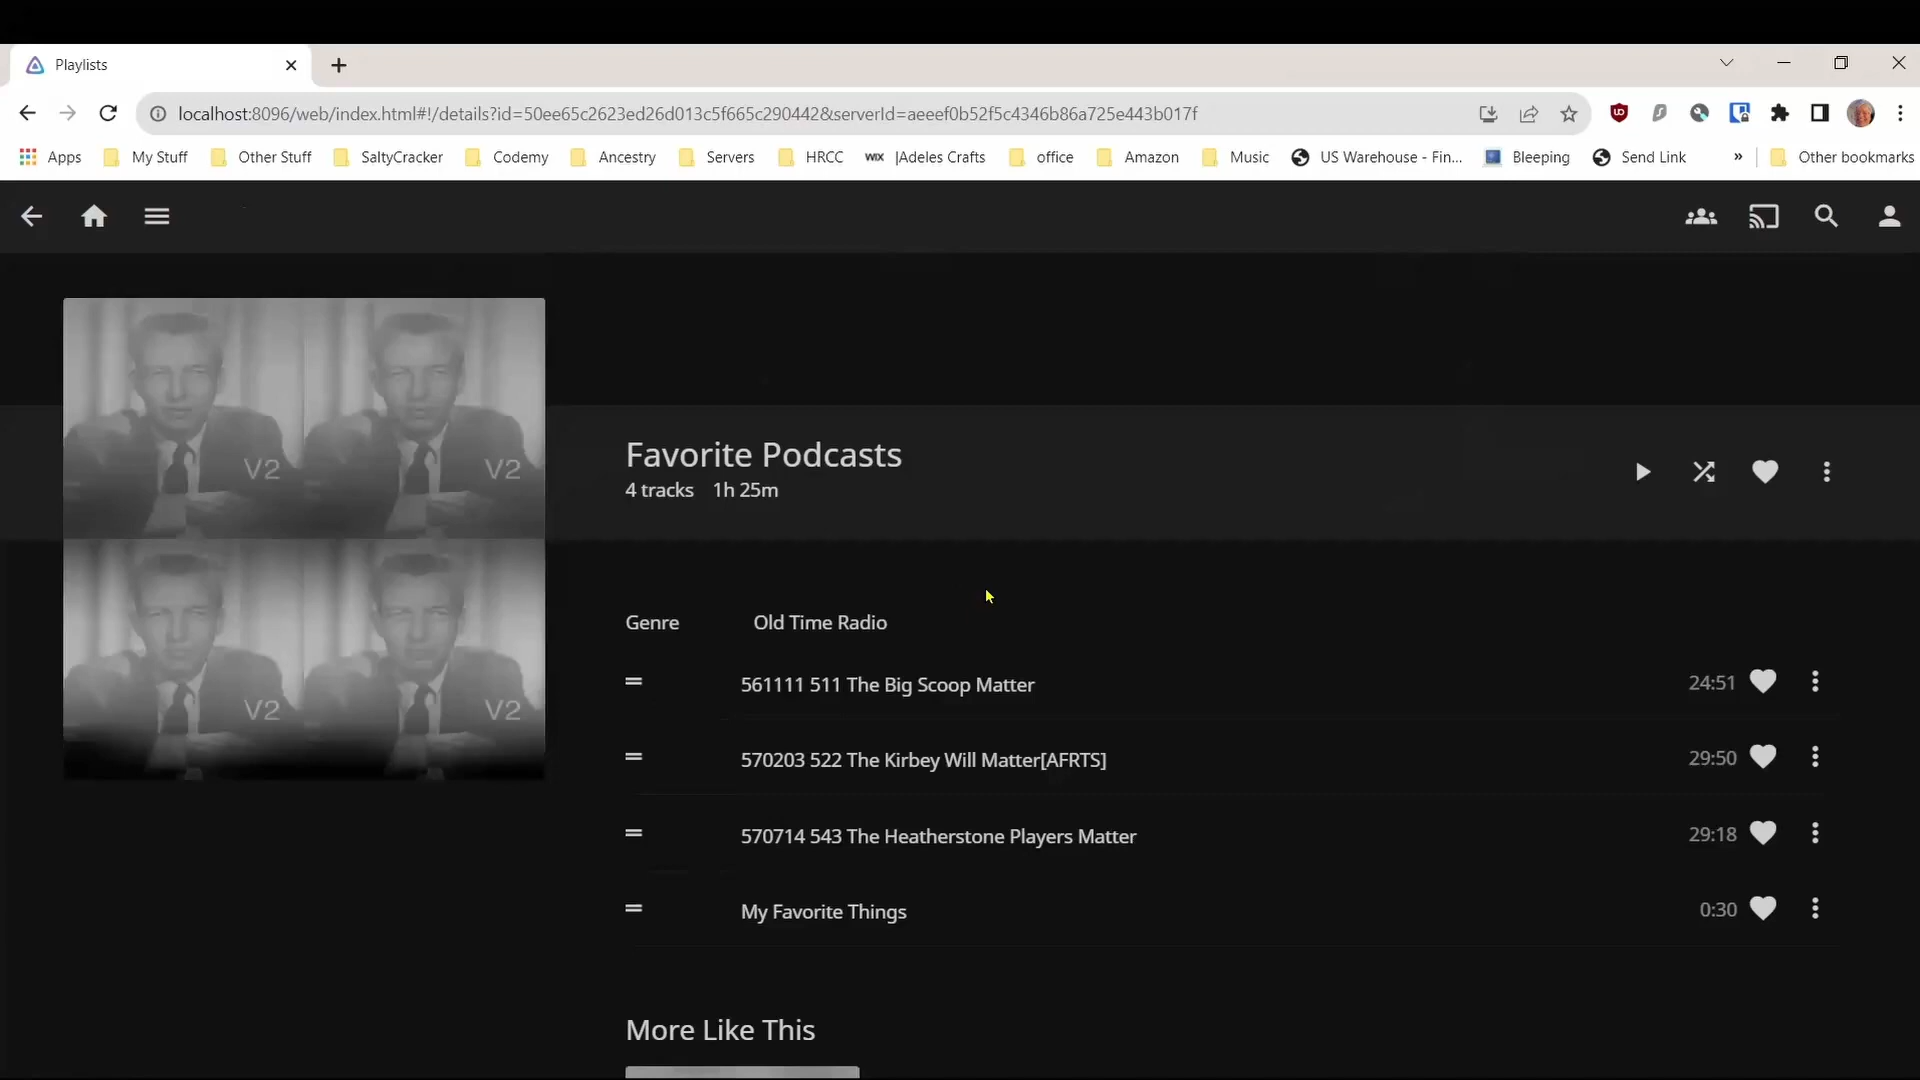 Playlists
localhost:8096/web/index.html#!/details?id=50ee65c2623ed26d013c5f665c290442&serverId=aeeef0b52f5c4346b86a725e443b017f
Apps My Stuff Other Stuff SaltyCracker Codemy Ancestry Servers HRCC WIX |Adeles Crafts office Amazon Music US Warehouse - Fin... Bleeping Send Link » Other bookmarks
V2 V2
V2 V2
Favorite Podcasts
4 tracks 1h 25m
Genre Old Time Radio
561111 511 The Big Scoop Matter 24:51
570203 522 The Kirbey Will Matter[AFRTS] 29:50
570714 543 The Heatherstone Players Matter 29:18
My Favorite Things 0:30
More Like This